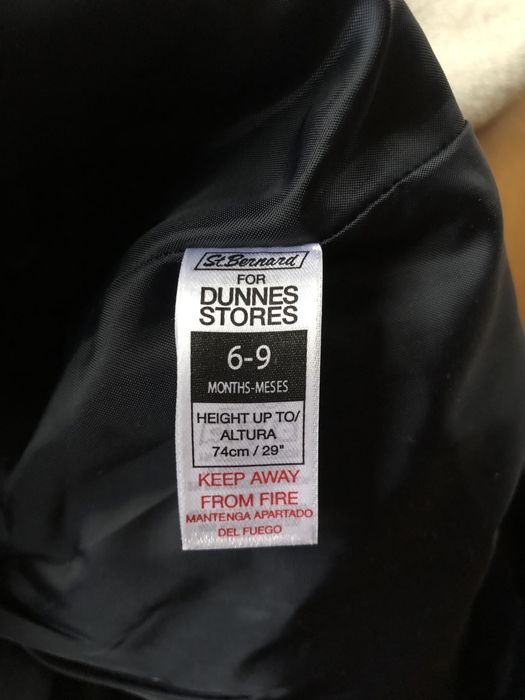 St.Bernard
FOR
DUNNES
STORES
6-9
MONTHS-MESES
HEIGHT UP TO/
ALTURA
74cm / 29"
KEEP AWAY
FROM FIRE
MANTENGA APARTADO
DEL FUEGO